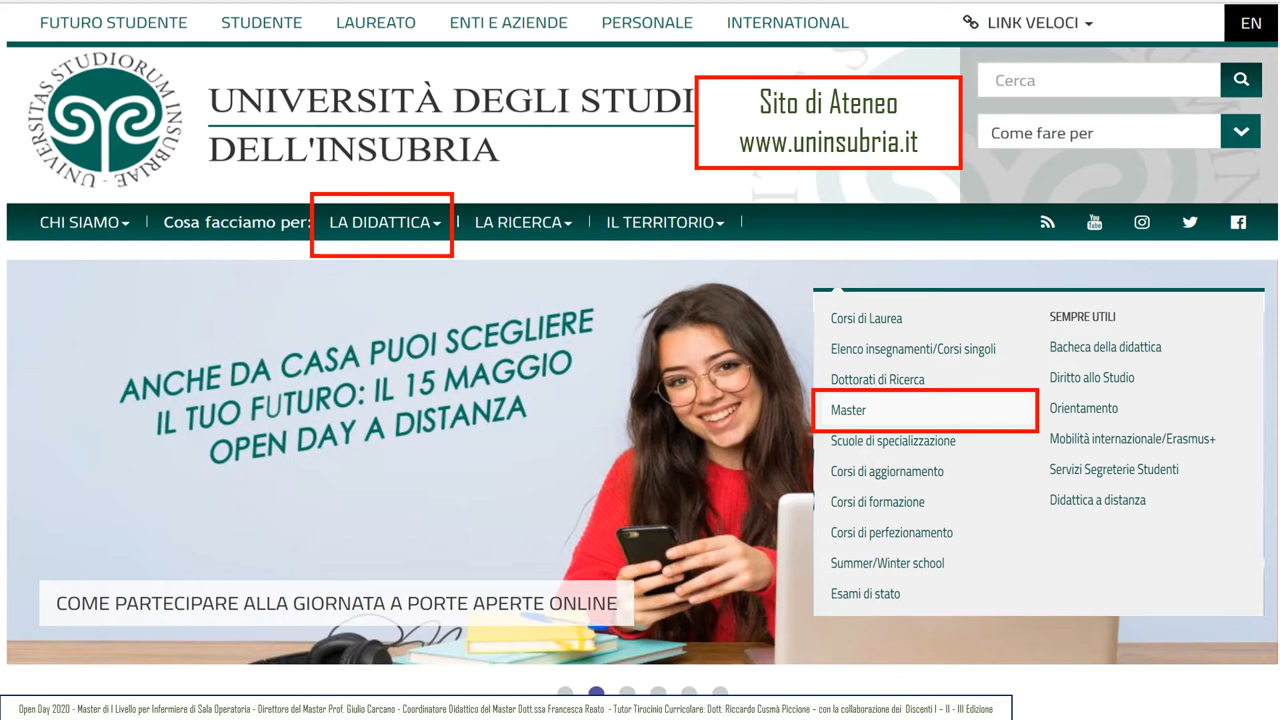 FUTURO STUDENTE STUDENTE LAUREATO ENTI E AZIENDE PERSONALE INTERNATIONAL LINK VELOCI EN
UNIVERSITAS STUDIORUM INSUBRIAE
UNIVERSITÀ DEGLI STUDI
DELL'INSUBRIA
Sito di Ateneo
www.uninsubria.it
Cerca
Come fare per
CHI SIAMO Cosa facciamo per: LA DIDATTICA LA RICERCA IL TERRITORIO You Tube
ANCHE DA CASA PUOI SCEGLIERE
IL TUO FUTURO: IL 15 MAGGIO
OPEN DAY A DISTANZA
COME PARTECIPARE ALLA GIORNATA A PORTE APERTE ONLINE
Corsi di Laurea
Elenco insegnamenti/Corsi singoli
Dottorati di Ricerca
Master
Scuole di specializzazione
Corsi di aggiornamento
Corsi di formazione
Corsi di perfezionamento
Summer/Winter school
Esami di stato
SEMPRE UTILI
Bacheca della didattica
Diritto allo Studio
Orientamento
Mobilità internazionale/Erasmus+
Servizi Segreterie Studenti
Didattica a distanza
Open Day 2020 - Master di I Livello per Infermiere di Sala Operatoria - Direttore del Master Prof. Giulio Carcano - Coordinatore Didattico del Master Dott.ssa Francesca Reato - Tutor Tirocinio Curricolare: Dott. Riccardo Cusmà Piccione – con la collaborazione dei Discenti I – II - III Edizione